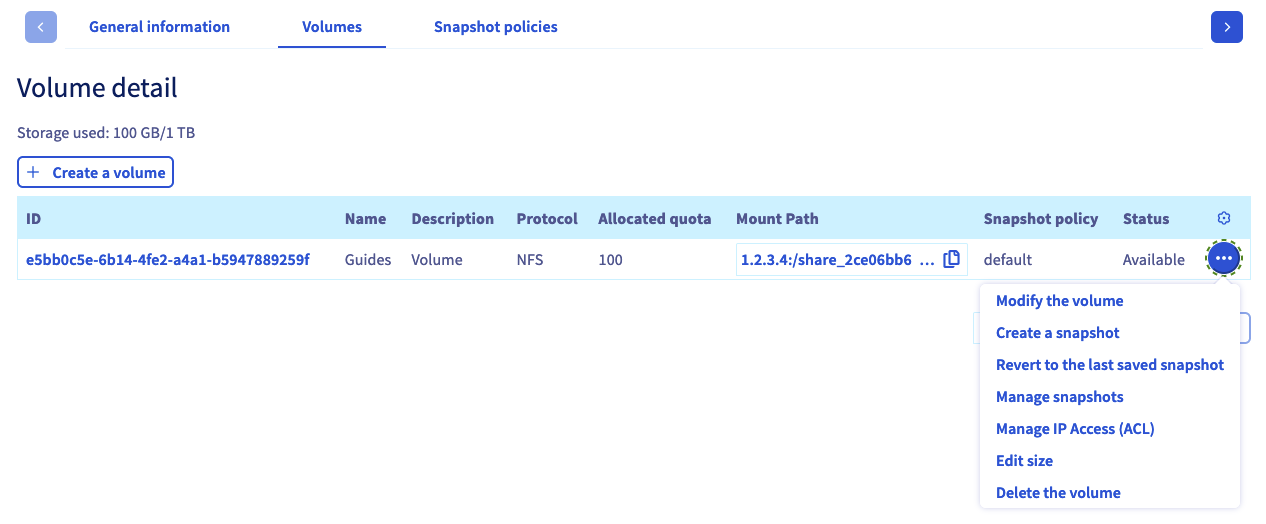 General information Volumes Snapshot policies
Volume detail
Storage used: 100 GB/1 TB
Create a volume
ID Name Description Protocol Allocated quota Mount Path Snapshot policy Status
e5bb0c5e-6b14-4fe2-a4a1-b5947889259f Guides Volume NFS 100 1.2.3.4:/share_2ce06bb6 ... default Available
Modify the volume
Create a snapshot
Revert to the last saved snapshot
Manage snapshots
Manage IP Access (ACL)
Edit size
Delete the volume